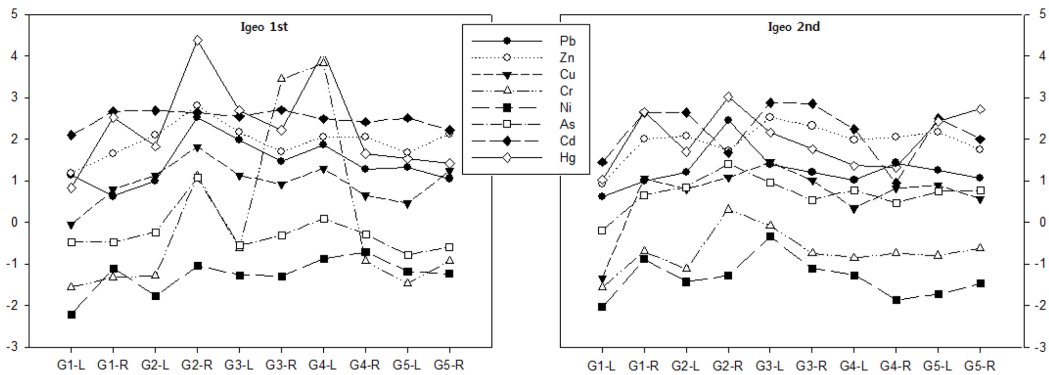 Igeo 1st
5
4
3
2
1
0
-1
-2
-3
G1-L G1-R G2-L G2-R G3-L G3-R G4-L G4-R G5-L G5-R
Pb
Zn
Cu
Cr
Ni
As
Cd
Hg
Igeo 2nd
5
4
3
2
1
0
-1
-2
-3
G1-L G1-R G2-L G2-R G3-L G3-R G4-L G4-R G5-L G5-R